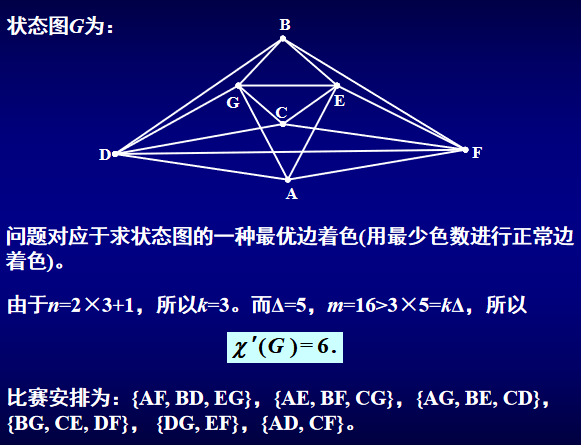 状态图G为：
B
G
E
C
D
F
A
问题对应于求状态图的一种最优边着色(用最少色数进行正常边
着色)。
由于n=2×3+1，所以k=3。而Δ=5，m=16>3×5=kΔ，所以
χ′(G)=6.
比赛安排为：{AF, BD, EG}，{AE, BF, CG}，{AG, BE, CD}，
{BG, CE, DF}， {DG, EF}，{AD, CF}。